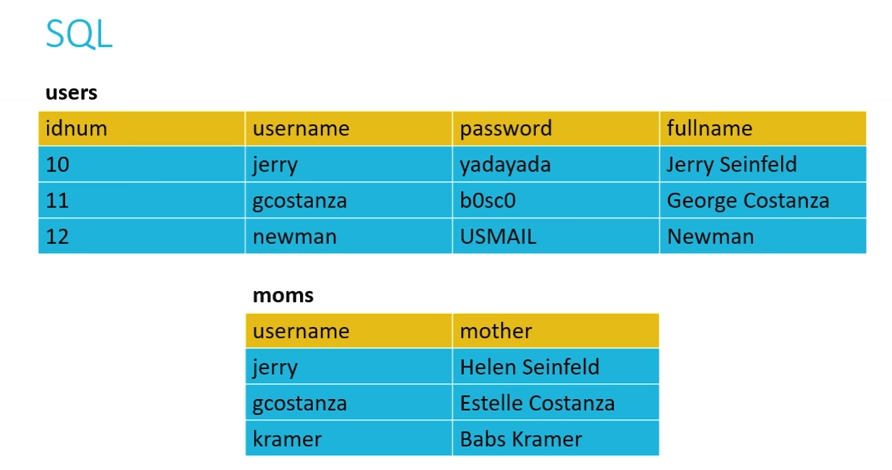 SQL
users
idnum username password fullname
10 jerry yadayada Jerry Seinfeld
11 gcostanza b0sc0 George Costanza
12 newman USMAIL Newman
moms
username mother
jerry Helen Seinfeld
gcostanza Estelle Costanza
kramer Babs Kramer